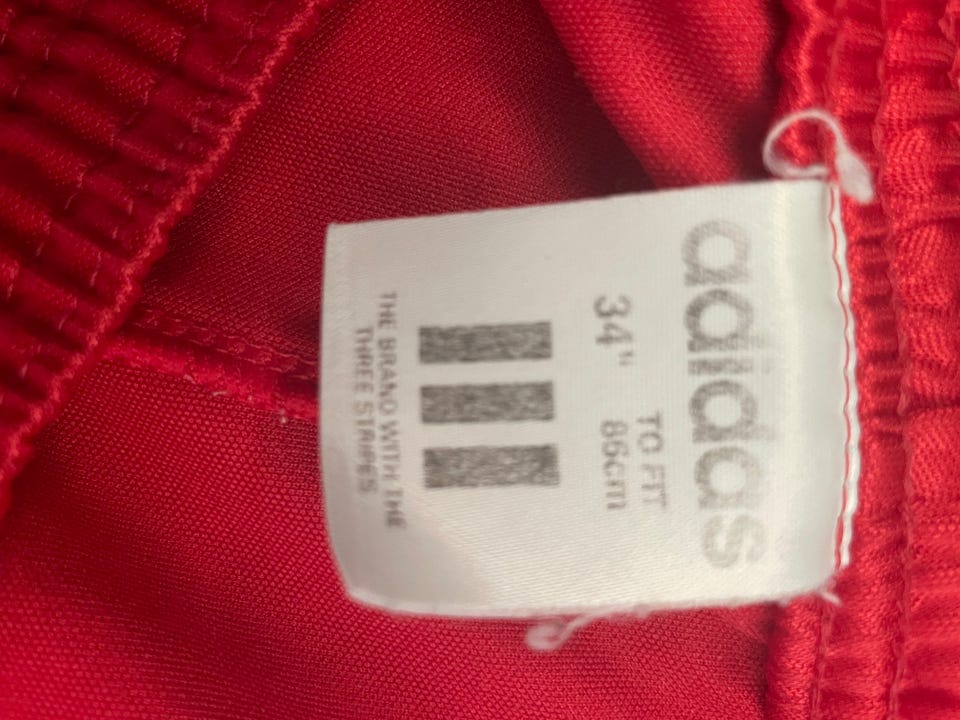 adidas
TO FIT
34" 86cm
THE BRAND WITH THE
THREE STRIPES